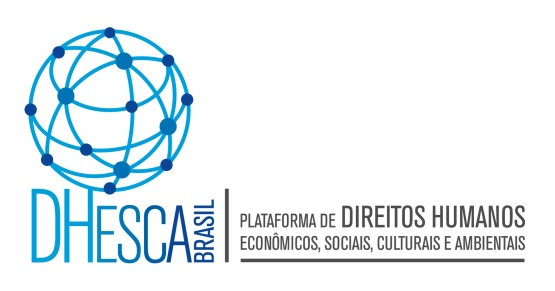 DHESCA BRASIL
PLATAFORMA DE DIREITOS HUMANOS
ECONÔMICOS, SOCIAIS, CULTURAIS E AMBIENTAIS